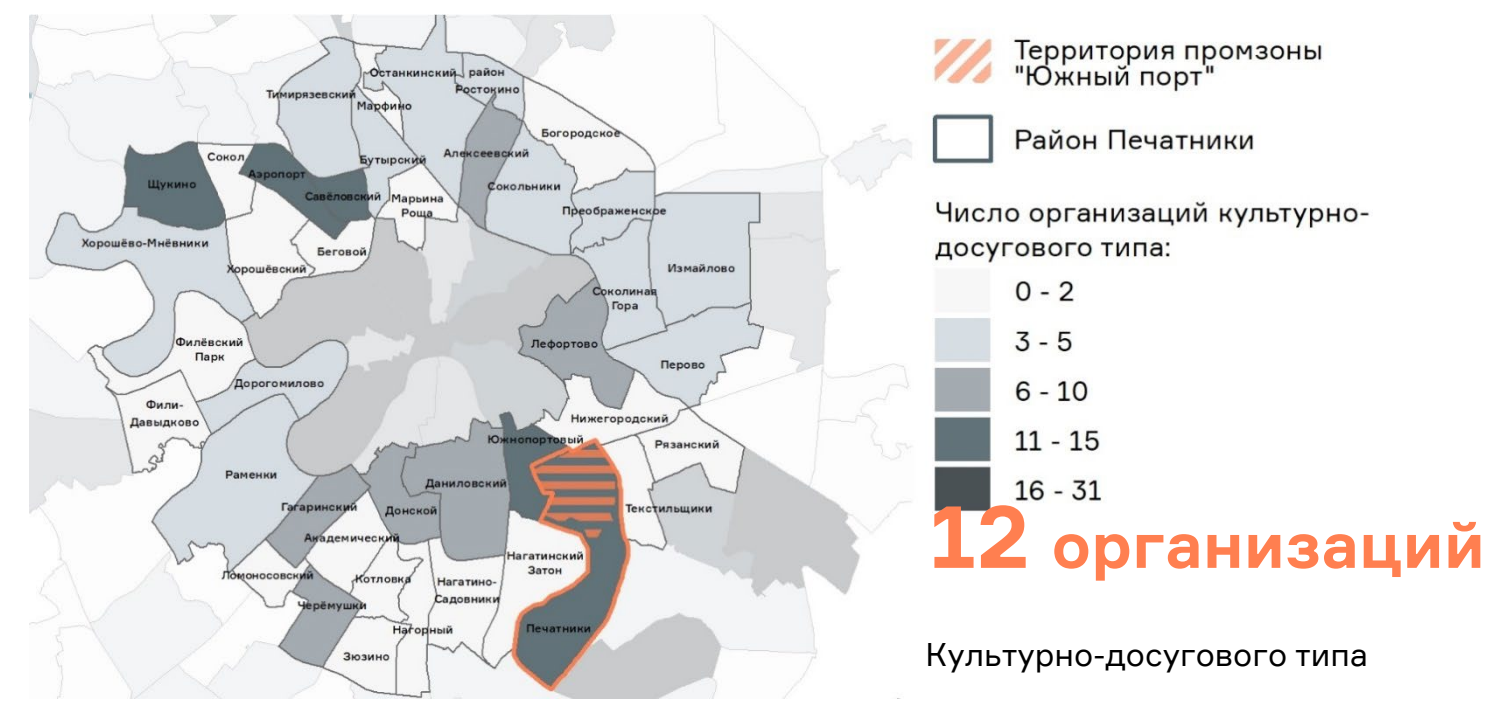 Останкинский
район
Ростокино
Тимирязевский
Марфино
Богородское
Бутырский
Алексеевский
Сокол
Аэропорт
Щукино
Савёловский
Марьина
Роща
Сокольники
Преображенское
Хорошёво-Мнёвники
Беговой
Хорошёвский
Измайлово
Соколиная
Гора
Филёвский
Парк
Лефортово
Перово
Дорогомилово
Фили-
Давыдково
Нижегородский
Южнопортовый
Рязанский
Раменки
Даниловский
Гагаринский
Донской
Текстильщики
Академический
Нагатинский
Затон
Ломоносовский
Котловка
Нагатино-
Садовники
Черёмушки
Нагорный
Печатники
Зюзино
Территория промзоны
"Южный порт"
Район Печатники
Число организаций культурно-
досугового типа:
0 - 2
3 - 5
6 - 10
11 - 15
16 - 31
12 организаций
Культурно-досугового типа